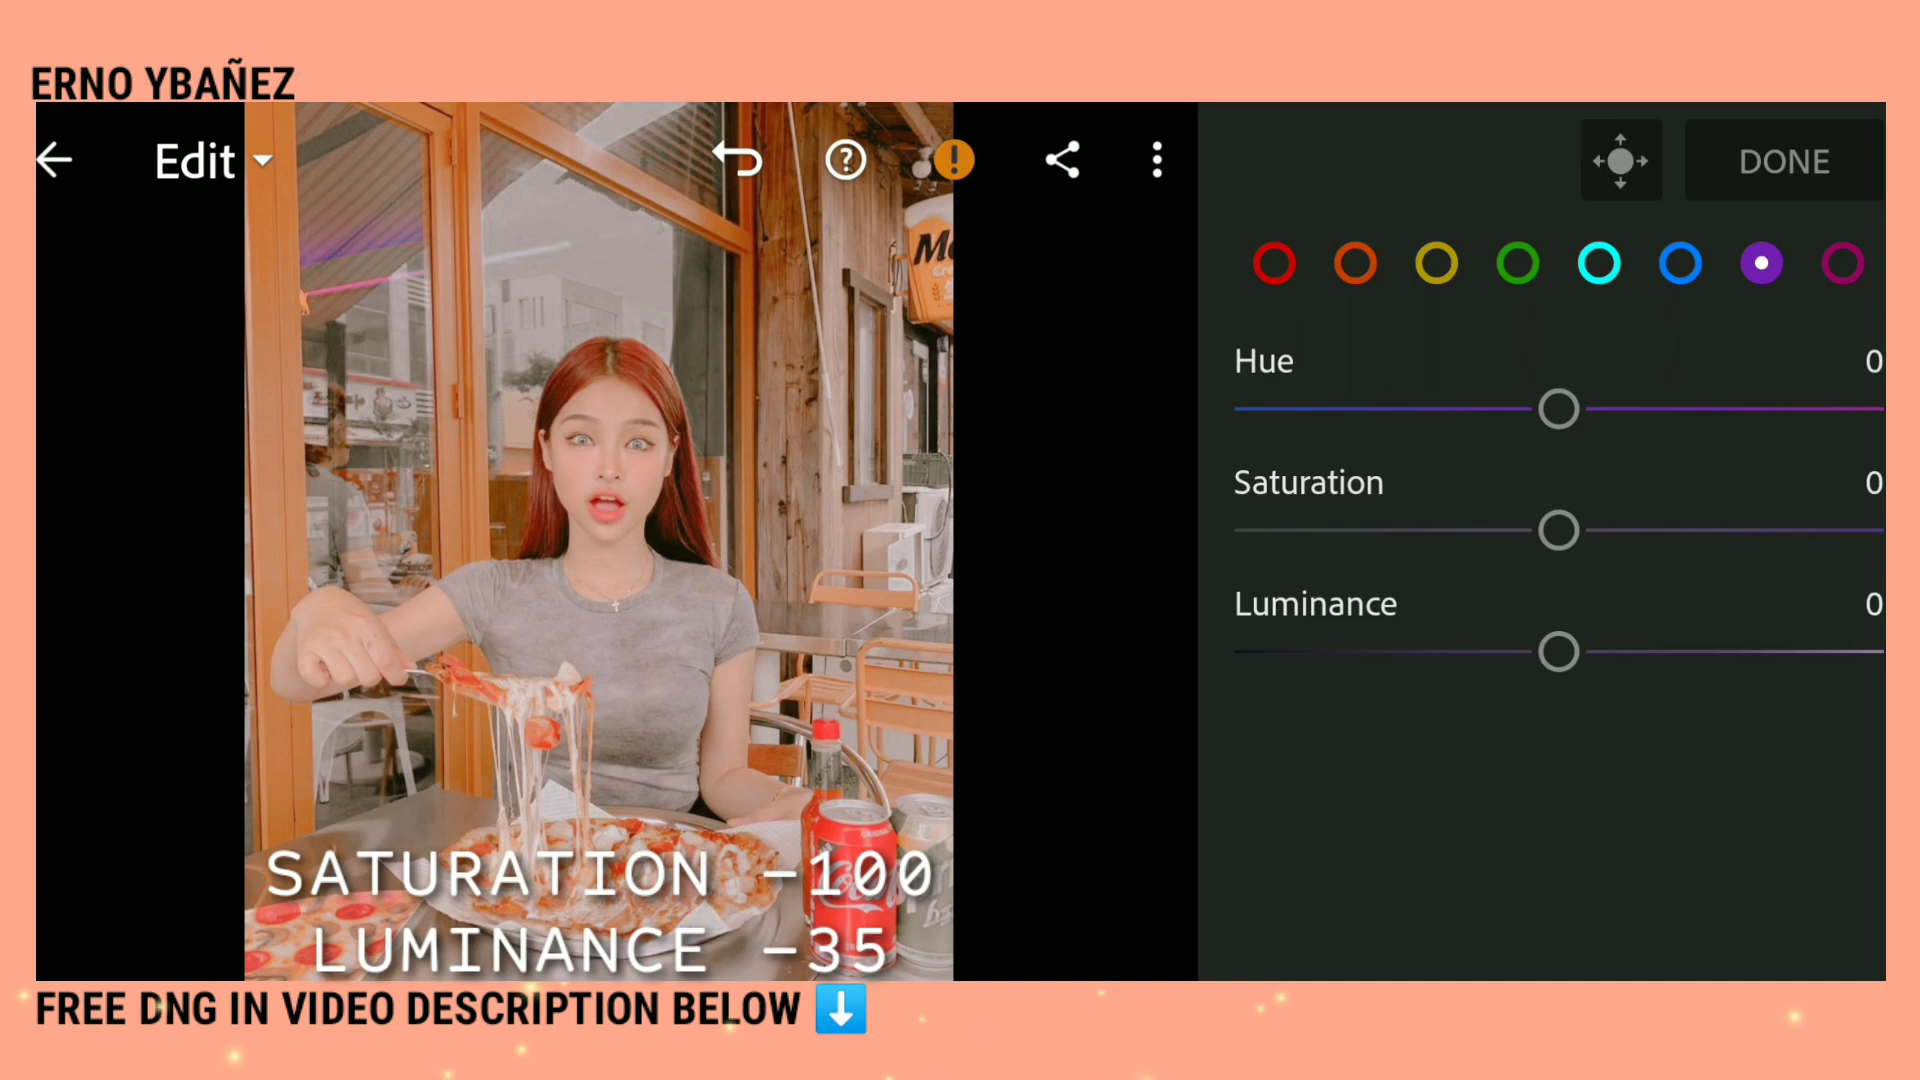 ERNO YBAÑEZ
Edit
DONE
Hue 0
Saturation 0
Luminance 0
SATURATION -100
LUMINANCE -35
FREE DNG IN VIDEO DESCRIPTION BELOW ⬇️